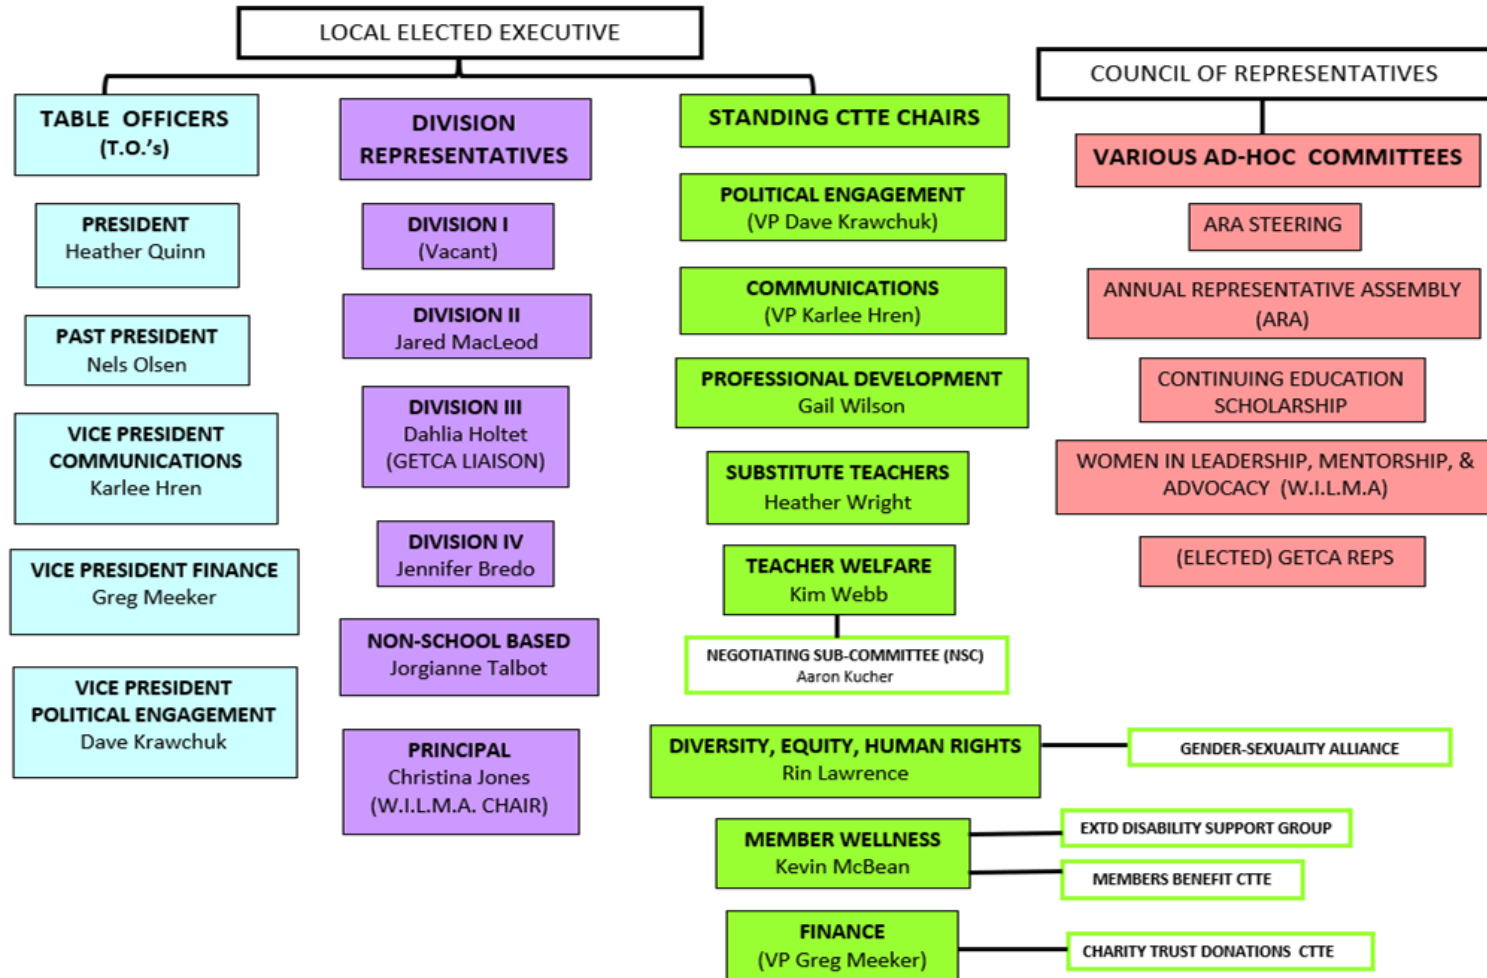 LOCAL ELECTED EXECUTIVE
TABLE OFFICERS
(T.O.'s)
PRESIDENT
Heather Quinn
PAST PRESIDENT
Nels Olsen
VICE PRESIDENT
COMMUNICATIONS
Karlee Hren
VICE PRESIDENT FINANCE
Greg Meeker
VICE PRESIDENT
POLITICAL ENGAGEMENT
Dave Krawchuk
DIVISION
REPRESENTATIVES
DIVISION I
(Vacant)
DIVISION II
Jared MacLeod
DIVISION III
Dahlia Holtet
(GETCA LIAISON)
DIVISION IV
Jennifer Bredo
NON-SCHOOL BASED
Jorgianne Talbot
PRINCIPAL
Christina Jones
(W.I.L.M.A. CHAIR)
STANDING CTTE CHAIRS
POLITICAL ENGAGEMENT
(VP Dave Krawchuk)
COMMUNICATIONS
(VP Karlee Hren)
PROFESSIONAL DEVELOPMENT
Gail Wilson
SUBSTITUTE TEACHERS
Heather Wright
TEACHER WELFARE
Kim Webb
NEGOTIATING SUB-COMMITTEE (NSC)
Aaron Kucher
DIVERSITY, EQUITY, HUMAN RIGHTS
Rin Lawrence
GENDER-SEXUALITY ALLIANCE
MEMBER WELLNESS
Kevin McBean
EXTD DISABILITY SUPPORT GROUP
MEMBERS BENEFIT CTTE
FINANCE
(VP Greg Meeker)
CHARITY TRUST DONATIONS CTTE
COUNCIL OF REPRESENTATIVES
VARIOUS AD-HOC COMMITTEES
ARA STEERING
ANNUAL REPRESENTATIVE ASSEMBLY
(ARA)
CONTINUING EDUCATION
SCHOLARSHIP
WOMEN IN LEADERSHIP, MENTORSHIP, &
ADVOCACY (W.I.L.M.A)
(ELECTED) GETCA REPS